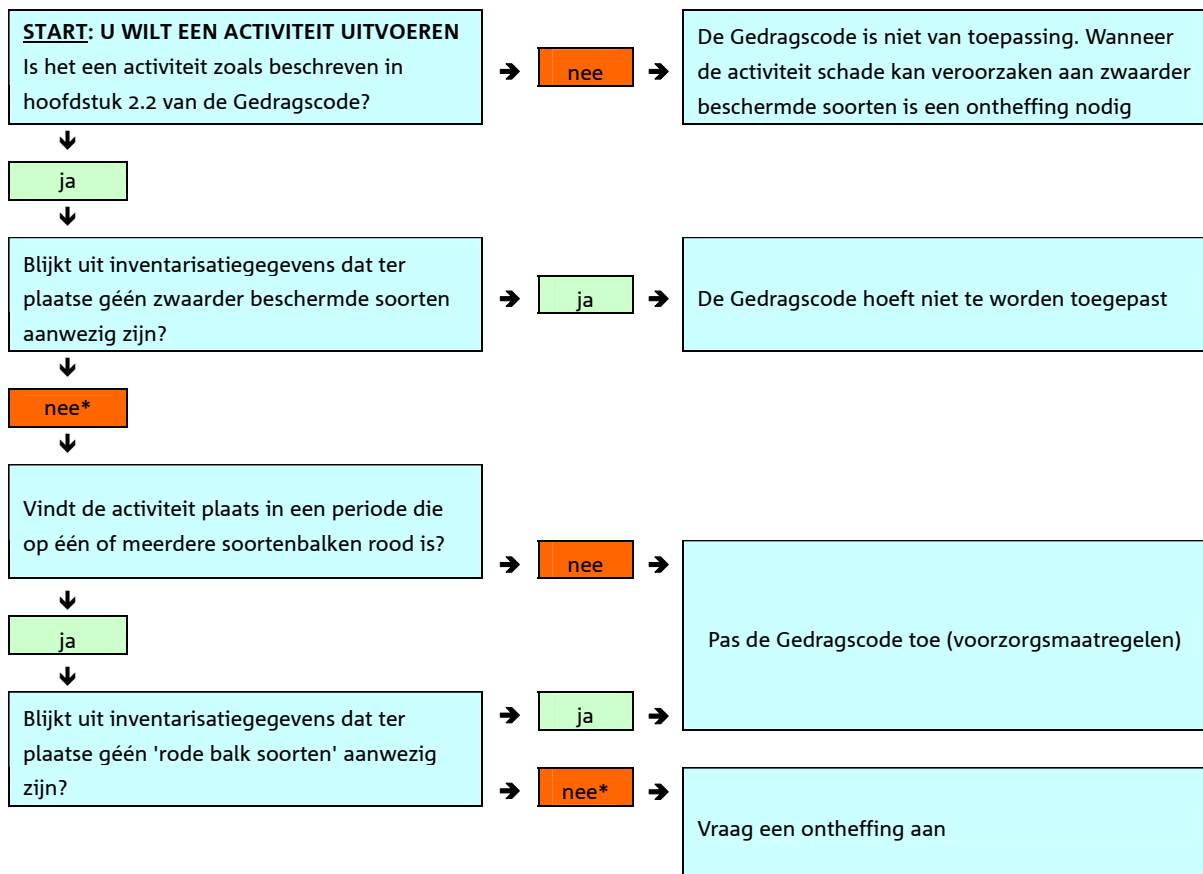 START: U WILT EEN ACTIVITEIT UITVOEREN
Is het een activiteit zoals beschreven in
hoofdstuk 2.2 van de Gedragscode?
nee
De Gedragscode is niet van toepassing. Wanneer
de activiteit schade kan veroorzaken aan zwaarder
beschermde soorten is een ontheffing nodig
ja
Blijkt uit inventarisatiegegevens dat ter
plaatse géén zwaarder beschermde soorten
aanwezig zijn?
ja
De Gedragscode hoeft niet te worden toegepast
nee*
Vindt de activiteit plaats in een periode die
op één of meerdere soortenbalken rood is?
nee
Pas de Gedragscode toe (voorzorgsmaatregelen)
ja
Blijkt uit inventarisatiegegevens dat ter
plaatse géén 'rode balk soorten' aanwezig
zijn?
ja
nee*
Vraag een ontheffing aan